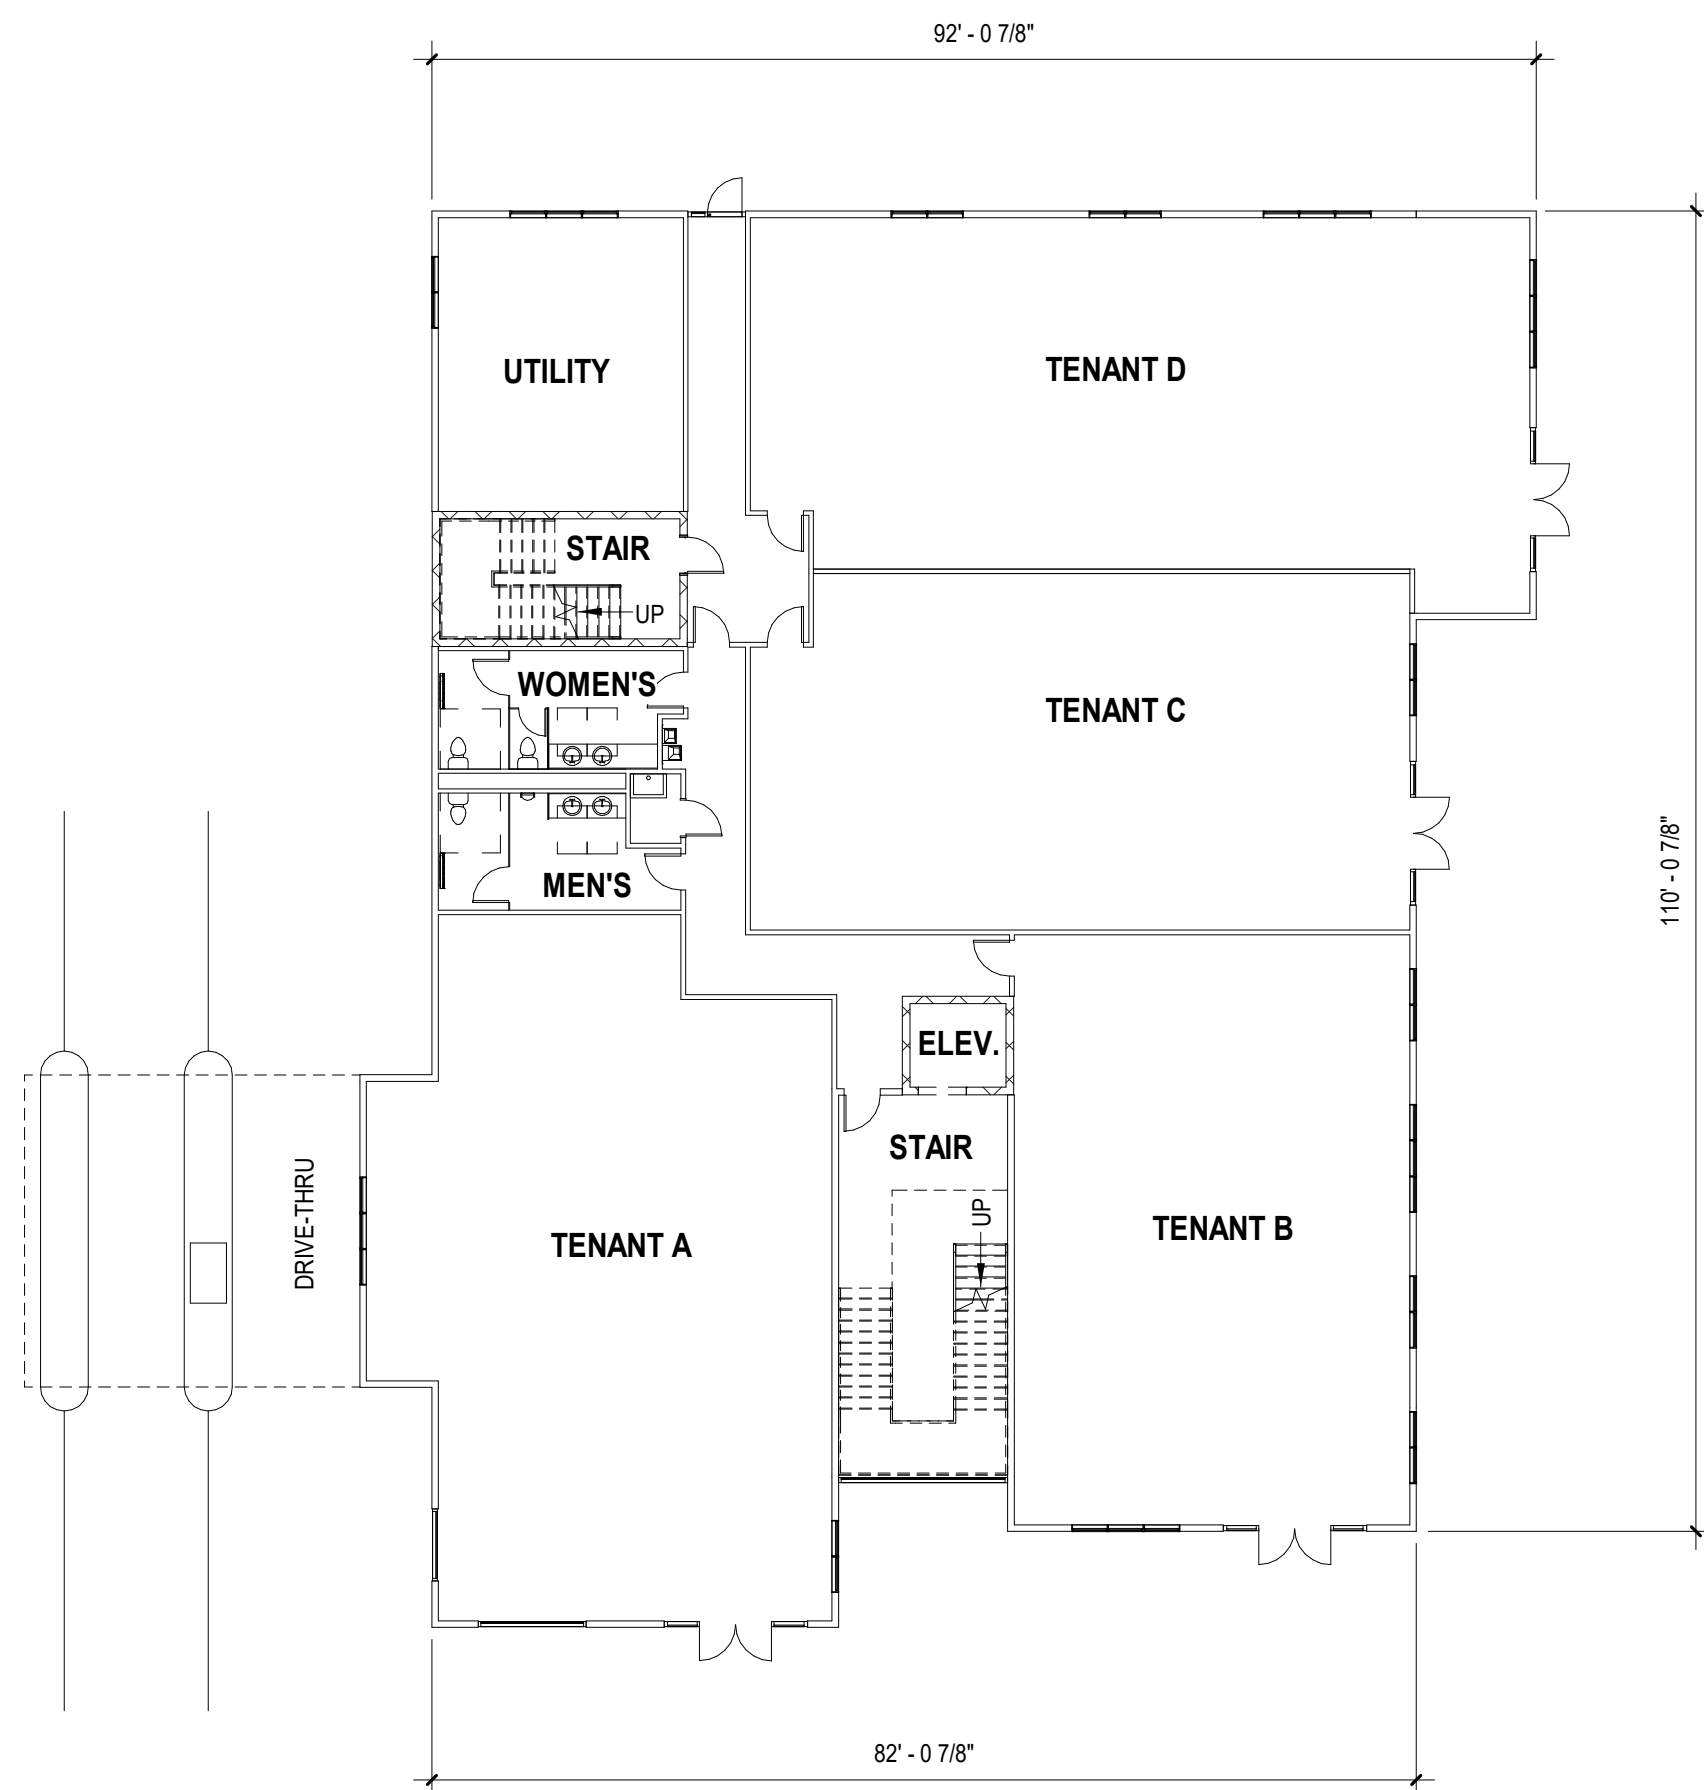 92' - 0 7/8"
UTILITY
TENANT D
STAIR
UP
WOMEN'S
TENANT C
MEN'S
110' - 0 7/8"
ELEV.
STAIR
UP
DRIVE-THRU
TENANT A
TENANT B
82' - 0 7/8"